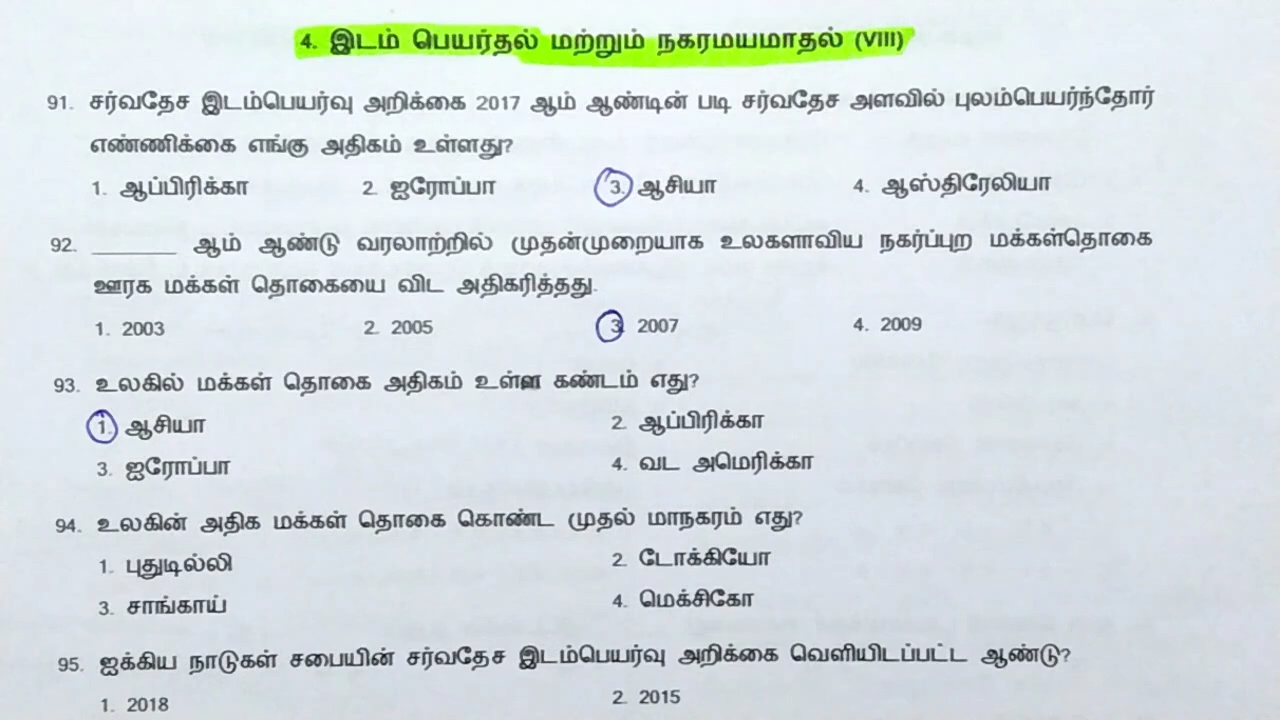 4. இடம் பெயர்தல் மற்றும் நகரமயமாதல் (VIII)
91. சர்வதேச இடம்பெயர்வு அறிக்கை 2017 ஆம் ஆண்டின் படி சர்வதேச அளவில் புலம்பெயர்ந்தோர்
எண்ணிக்கை எங்கு அதிகம் உள்ளது?
1. ஆப்பிரிக்கா 2. ஐரோப்பா 3. ஆசியா 4. ஆஸ்திரேலியா
92. ________ ஆம் ஆண்டு வரலாற்றில் முதன்முறையாக உலகளாவிய நகர்ப்புற மக்கள்தொகை
ஊரக மக்கள் தொகையை விட அதிகரித்தது.
1. 2003 2. 2005 3. 2007 4. 2009
93. உலகில் மக்கள் தொகை அதிகம் உள்ள கண்டம் எது?
1. ஆசியா 2. ஆப்பிரிக்கா
3. ஐரோப்பா 4. வட அமெரிக்கா
94. உலகின் அதிக மக்கள் தொகை கொண்ட முதல் மாநகரம் எது?
1. புதுடில்லி 2. டோக்கியோ
3. சாங்காய் 4. மெக்சிகோ
95. ஐக்கிய நாடுகள் சபையின் சர்வதேச இடம்பெயர்வு அறிக்கை வெளியிடப்பட்ட ஆண்டு?
1. 2018 2. 2015